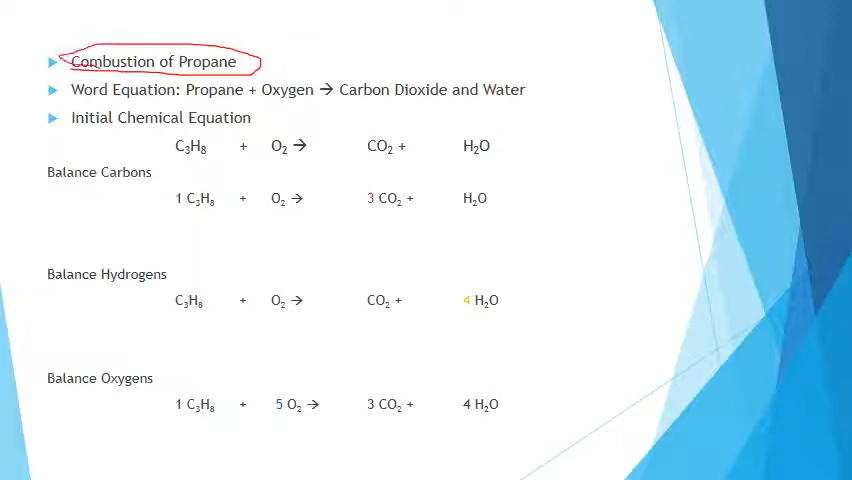 Combustion of Propane
Word Equation: Propane + Oxygen → Carbon Dioxide and Water
Initial Chemical Equation
C₃H₈ + O₂ → CO₂ + H₂O
Balance Carbons
1 C₃H₈ + O₂ → 3 CO₂ + H₂O
Balance Hydrogens
C₃H₈ + O₂ → CO₂ + 4 H₂O
Balance Oxygens
1 C₃H₈ + 5 O₂ → 3 CO₂ + 4 H₂O